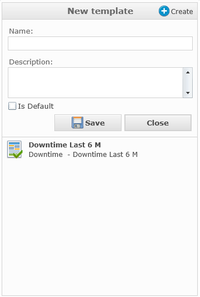 New template
Create
Name:
Description:
Is Default
Save
Close
Downtime Last 6 M
Downtime - Downtime Last 6 M